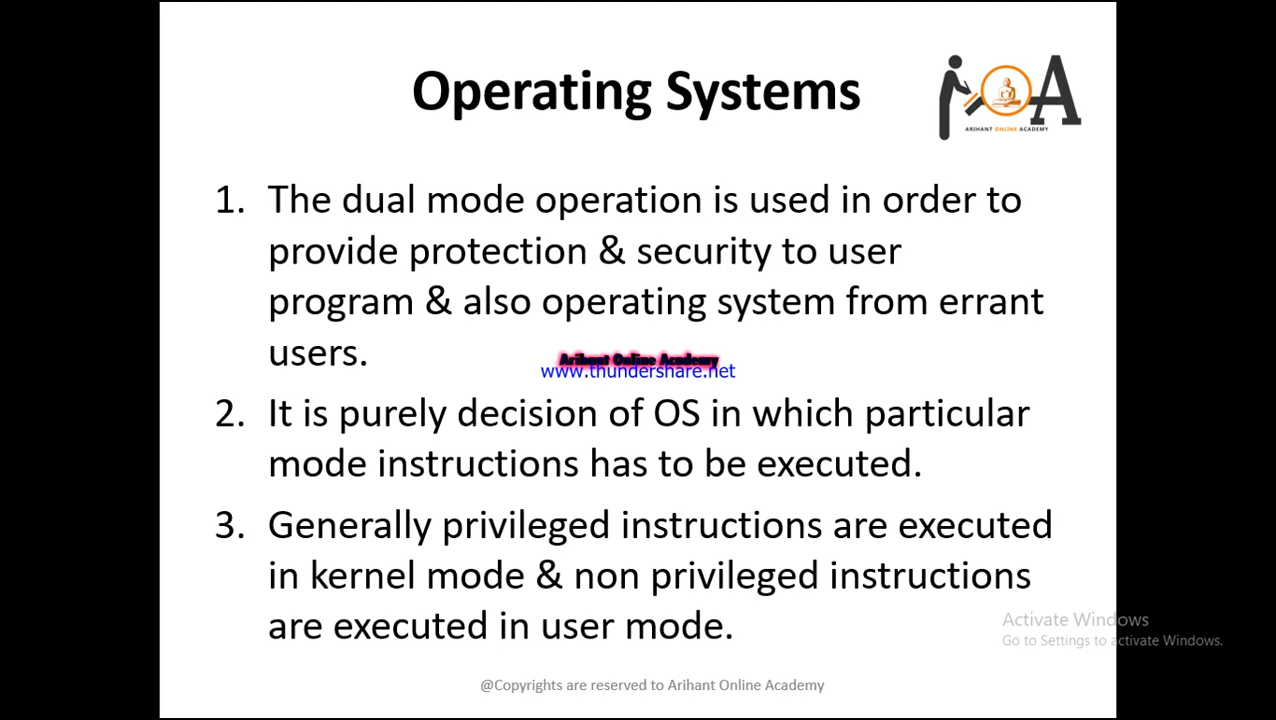 Operating Systems
A
ARIHANT ONLINE ACADEMY
1. The dual mode operation is used in order to
provide protection & security to user
program & also operating system from errant
users.
Arihant Online Academy
www.thundershare.net
2. It is purely decision of OS in which particular
mode instructions has to be executed.
3. Generally privileged instructions are executed
in kernel mode & non privileged instructions
are executed in user mode.
Activate Windows
Go to Settings to activate Windows.
@Copyrights are reserved to Arihant Online Academy